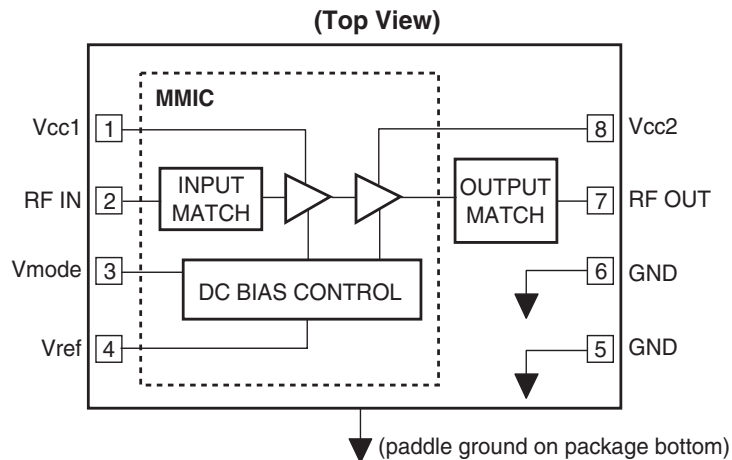 (Top View)
MMIC
Vcc1 1
8 Vcc2
RF IN 2
INPUT
MATCH
OUTPUT
MATCH
7 RF OUT
Vmode 3
DC BIAS CONTROL
6 GND
Vref 4
5 GND
(paddle ground on package bottom)